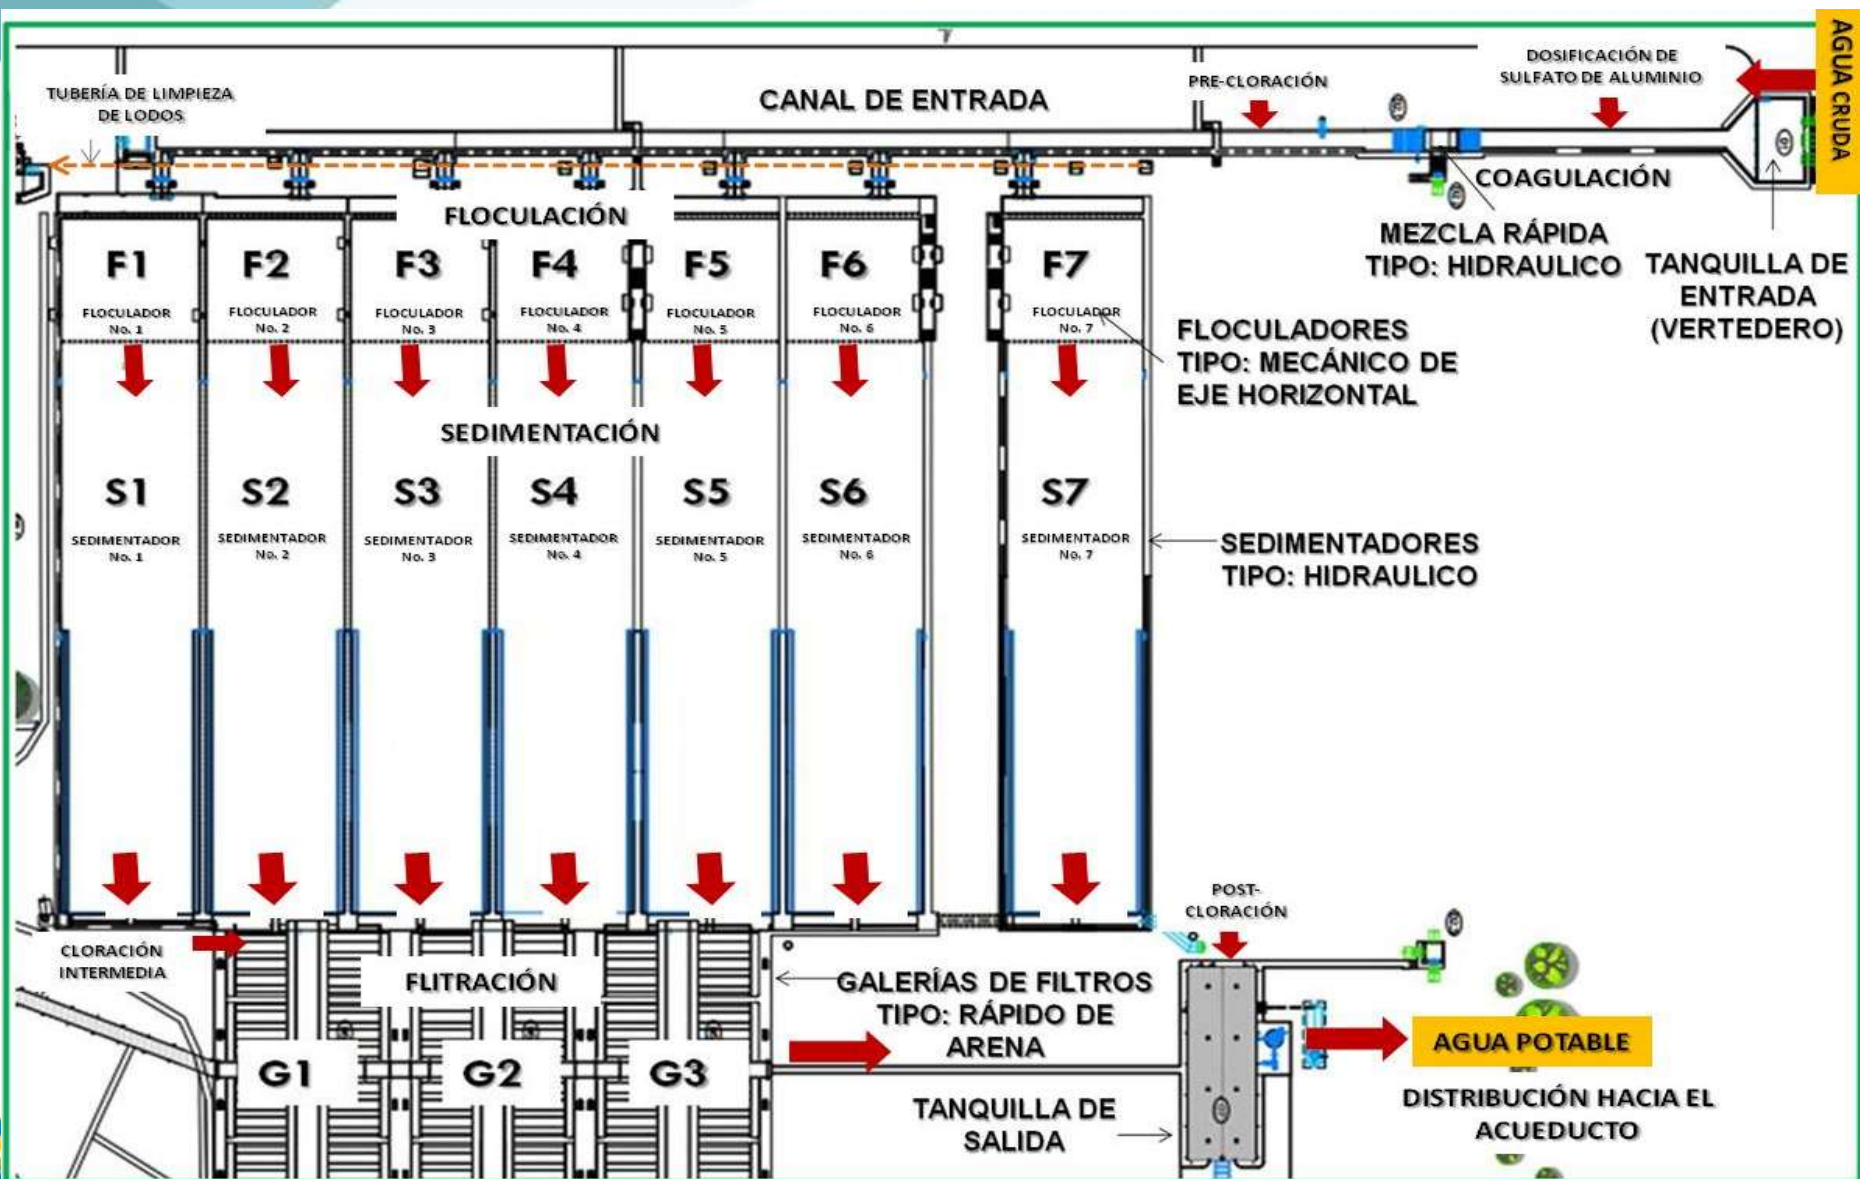 AGUA CRUDA
DOSIFICACIÓN DE
SULFATO DE ALUMINIO
PRE-CLORACIÓN
CANAL DE ENTRADA
TUBERÍA DE LIMPIEZA
DE LODOS
COAGULACIÓN
MEZCLA RÁPIDA
TIPO: HIDRAULICO
TANQUILLA DE
ENTRADA
(VERTEDERO)
FLOCULACIÓN
F1
F2
F3
F4
F5
F6
F7
FLOCULADOR
No. 1
FLOCULADOR
No. 2
FLOCULADOR
No. 3
FLOCULADOR
No. 4
FLOCULADOR
No. 5
FLOCULADOR
No. 6
FLOCULADOR
No. 7
FLOCULADORES
TIPO: MECÁNICO DE
EJE HORIZONTAL
SEDIMENTACIÓN
S1
S2
S3
S4
S5
S6
S7
SEDIMENTADOR
No. 1
SEDIMENTADOR
No. 2
SEDIMENTADOR
No. 3
SEDIMENTADOR
No. 4
SEDIMENTADOR
No. 5
SEDIMENTADOR
No. 6
SEDIMENTADOR
No. 7
SEDIMENTADORES
TIPO: HIDRAULICO
POST-
CLORACIÓN
CLORACIÓN
INTERMEDIA
FLITRACIÓN
GALERÍAS DE FILTROS
TIPO: RÁPIDO DE
ARENA
G1
G2
G3
AGUA POTABLE
DISTRIBUCIÓN HACIA EL
ACUEDUCTO
TANQUILLA DE
SALIDA